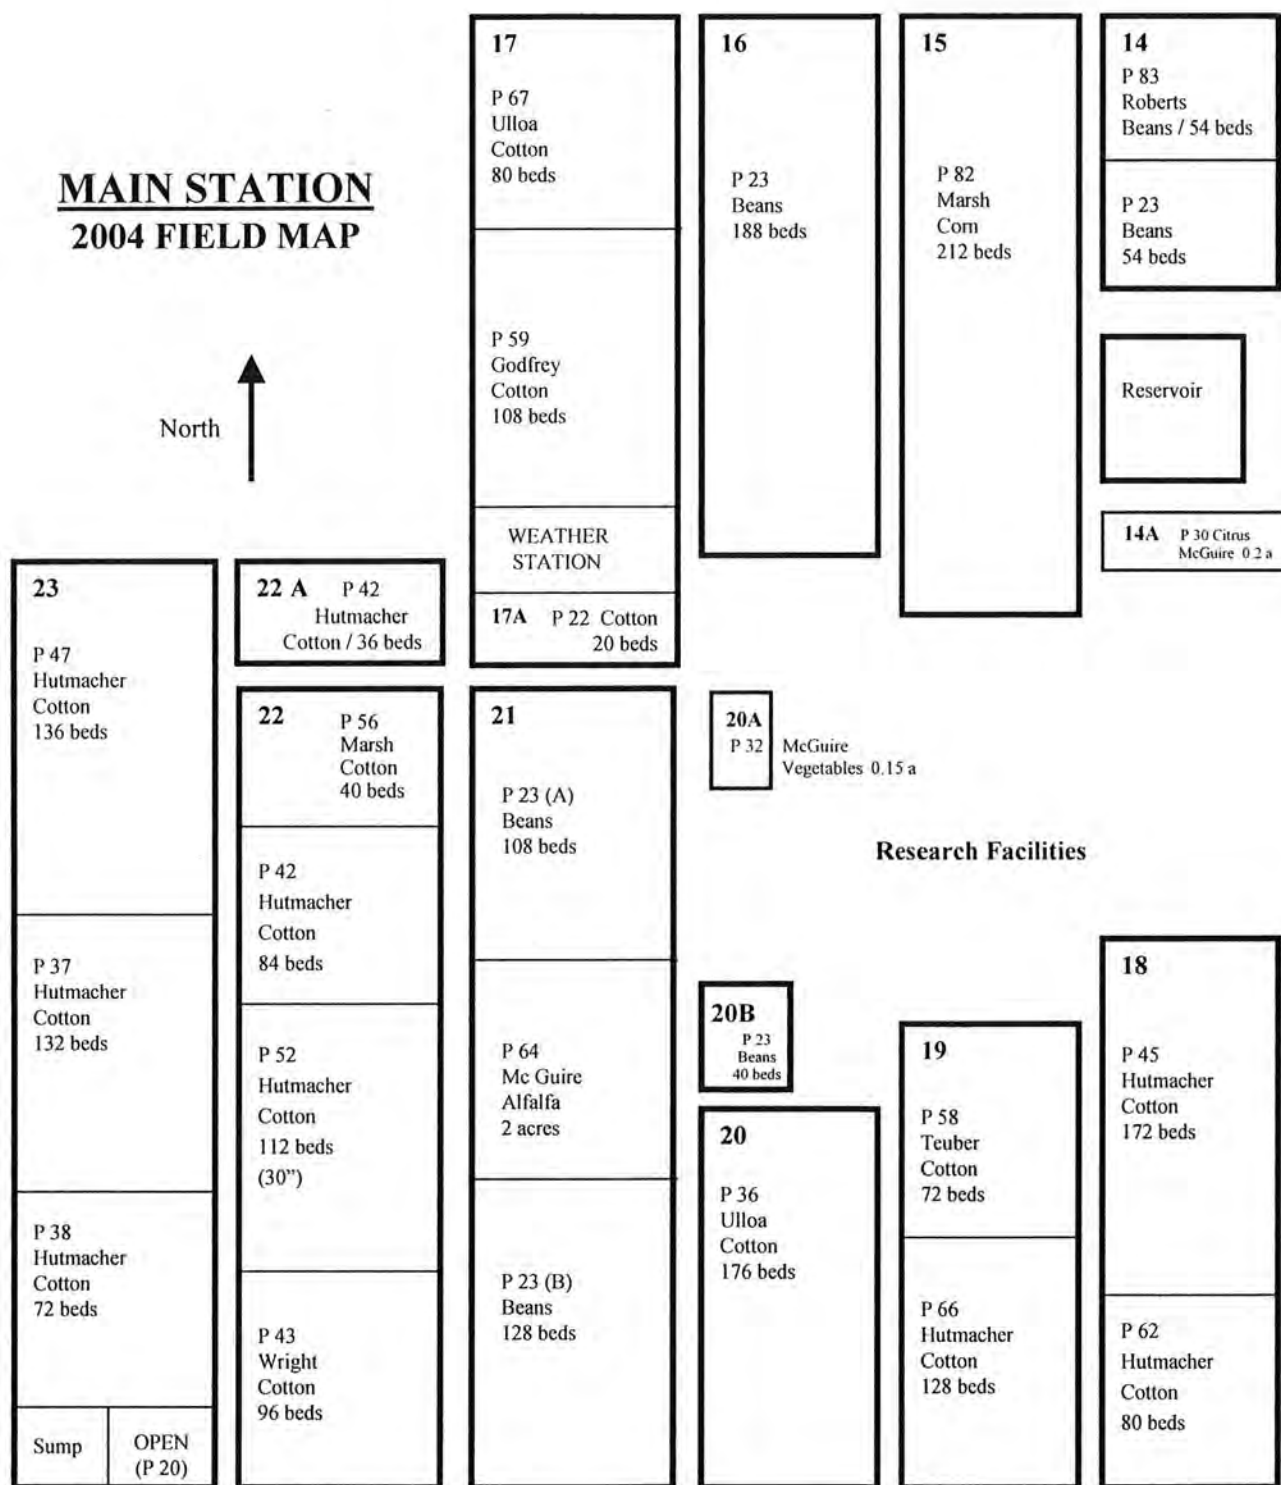 MAIN STATION
2004 FIELD MAP
North
17
P 67
Ulloa
Cotton
80 beds
P 59
Godfrey
Cotton
108 beds
WEATHER
STATION
17A P 22 Cotton
20 beds
16
P 23
Beans
188 beds
15
P 82
Marsh
Corn
212 beds
14
P 83
Roberts
Beans / 54 beds
P 23
Beans
54 beds
Reservoir
14A P 30 Citrus
McGuire 0.2 a
23
P 47
Hutmacher
Cotton
136 beds
P 37
Hutmacher
Cotton
132 beds
P 38
Hutmacher
Cotton
72 beds
Sump
OPEN
(P 20)
22 A P 42
Hutmacher
Cotton / 36 beds
22 P 56
Marsh
Cotton
40 beds
P 42
Hutmacher
Cotton
84 beds
P 52
Hutmacher
Cotton
112 beds
(30”)
P 43
Wright
Cotton
96 beds
21
P 23 (A)
Beans
108 beds
P 64
Mc Guire
Alfalfa
2 acres
P 23 (B)
Beans
128 beds
20A
P 32 McGuire
Vegetables 0.15 a
Research Facilities
20B
P 23
Beans
40 beds
20
P 36
Ulloa
Cotton
176 beds
19
P 58
Teuber
Cotton
72 beds
P 66
Hutmacher
Cotton
128 beds
18
P 45
Hutmacher
Cotton
172 beds
P 62
Hutmacher
Cotton
80 beds